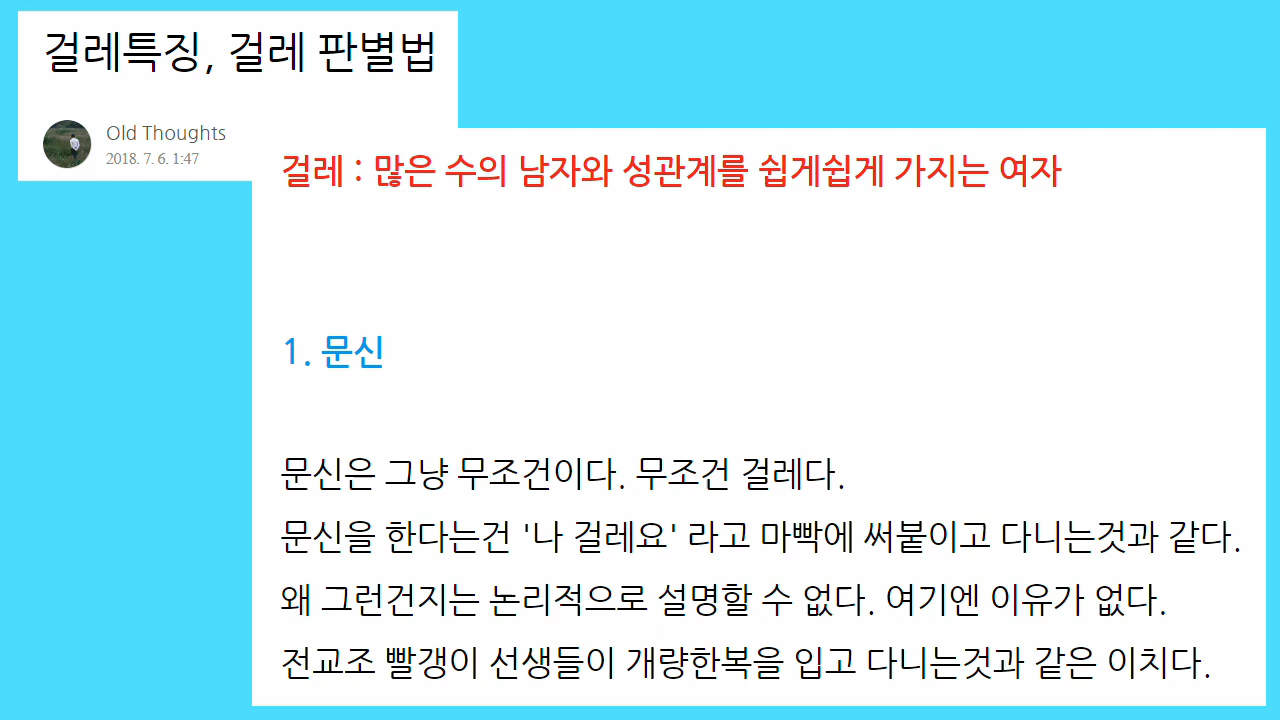 걸레특징, 걸레 판별법
Old Thoughts
2018. 7. 6. 1:47
걸레 : 많은 수의 남자와 성관계를 쉽게쉽게 가지는 여자
1. 문신
문신은 그냥 무조건이다. 무조건 걸레다.
문신을 한다는건 '나 걸레요' 라고 마빡에 써붙이고 다니는것과 같다.
왜 그런건지는 논리적으로 설명할 수 없다. 여기엔 이유가 없다.
전교조 빨갱이 선생들이 개량한복을 입고 다니는것과 같은 이치다.